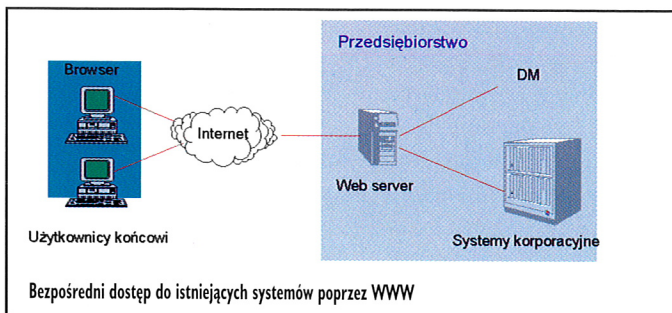 Przedsiębiorstwo
Browser
DM
Internet
Web server
Użytkownicy końcowi
Systemy korporacyjne
Bezpośredni dostęp do istniejących systemów poprzez WWW